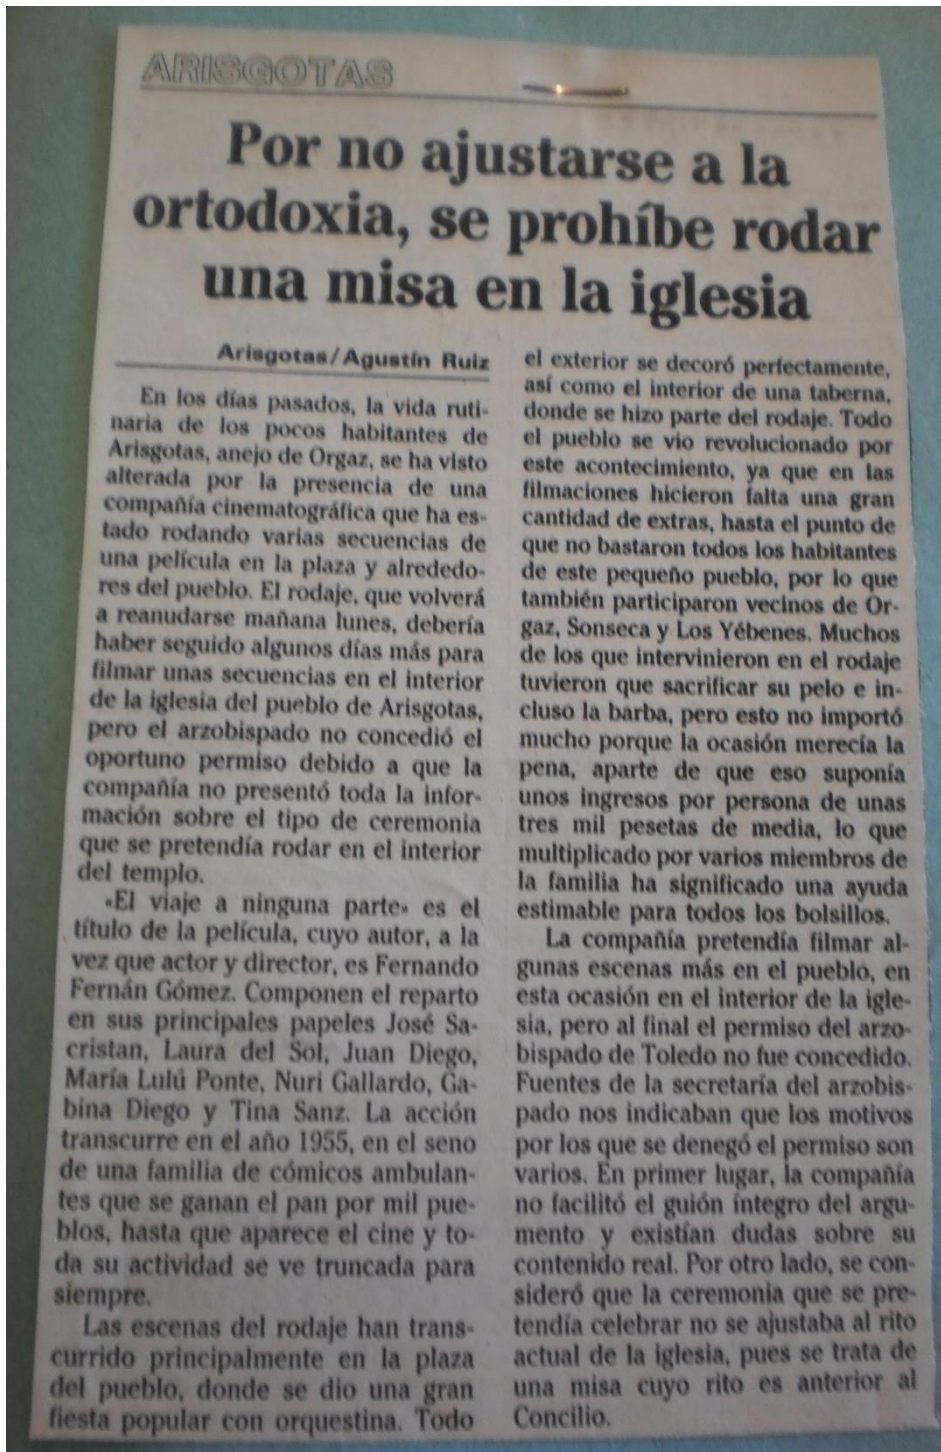 ARISGOTAS
Por no ajustarse a la
ortodoxia, se prohíbe rodar
una misa en la iglesia
Arisgotas/Agustín Ruiz
En los días pasados, la vida ruti-
naria de los pocos habitantes de
Arisgotas, anejo de Orgaz, se ha visto
alterada por la presencia de una
compañía cinematográfica que ha es-
tado rodando varias secuencias de
una película en la plaza y alrededo-
res del pueblo. El rodaje, que volverá
a reanudarse mañana lunes, debería
haber seguido algunos días más para
filmar unas secuencias en el interior
de la iglesia del pueblo de Arisgotas,
pero el arzobispado no concedió el
oportuno permiso debido a que la
compañía no presentó toda la infor-
mación sobre el tipo de ceremonia
que se pretendía rodar en el interior
del templo.
«El viaje a ninguna parte» es el
título de la película, cuyo autor, a la
vez que actor y director, es Fernando
Fernán Gómez. Componen el reparto
en sus principales papeles José Sa-
cristan, Laura del Sol, Juan Diego,
María Lulú Ponte, Nuri Gallardo, Ga-
bina Diego y Tina Sanz. La acción
transcurre en el año 1955, en el seno
de una familia de cómicos ambulan-
tes que se ganan el pan por mil pue-
blos, hasta que aparece el cine y to-
da su actividad se ve truncada para
siempre.
Las escenas del rodaje han trans-
currido principalmente en la plaza
del pueblo, donde se dio una gran
fiesta popular con orquestina. Todo
el exterior se decoró perfectamente,
así como el interior de una taberna,
donde se hizo parte del rodaje. Todo
el pueblo se vio revolucionado por
este acontecimiento, ya que en las
filmaciones hicieron falta una gran
cantidad de extras, hasta el punto de
que no bastaron todos los habitantes
de este pequeño pueblo, por lo que
también participaron vecinos de Or-
gaz, Sonseca y Los Yébenes. Muchos
de los que intervinieron en el rodaje
tuvieron que sacrificar su pelo e in-
cluso la barba, pero esto no importó
mucho porque la ocasión merecía la
pena, aparte de que eso suponía
unos ingresos por persona de unas
tres mil pesetas de media, lo que
multiplicado por varios miembros de
la familia ha significado una ayuda
estimable para todos los bolsillos.
La compañía pretendía filmar al-
gunas escenas más en el pueblo, en
esta ocasión en el interior de la igle-
sia, pero al final el permiso del arzo-
bispado de Toledo no fue concedido.
Fuentes de la secretaría del arzobis-
pado nos indicaban que los motivos
por los que se denegó el permiso son
varios. En primer lugar, la compañía
no facilitó el guión íntegro del argu-
mento y existían dudas sobre su
contenido real. Por otro lado, se con-
sideró que la ceremonia que se pre-
tendía celebrar no se ajustaba al rito
actual de la iglesia, pues se trata de
una misa cuyo rito es anterior al
Concilio.